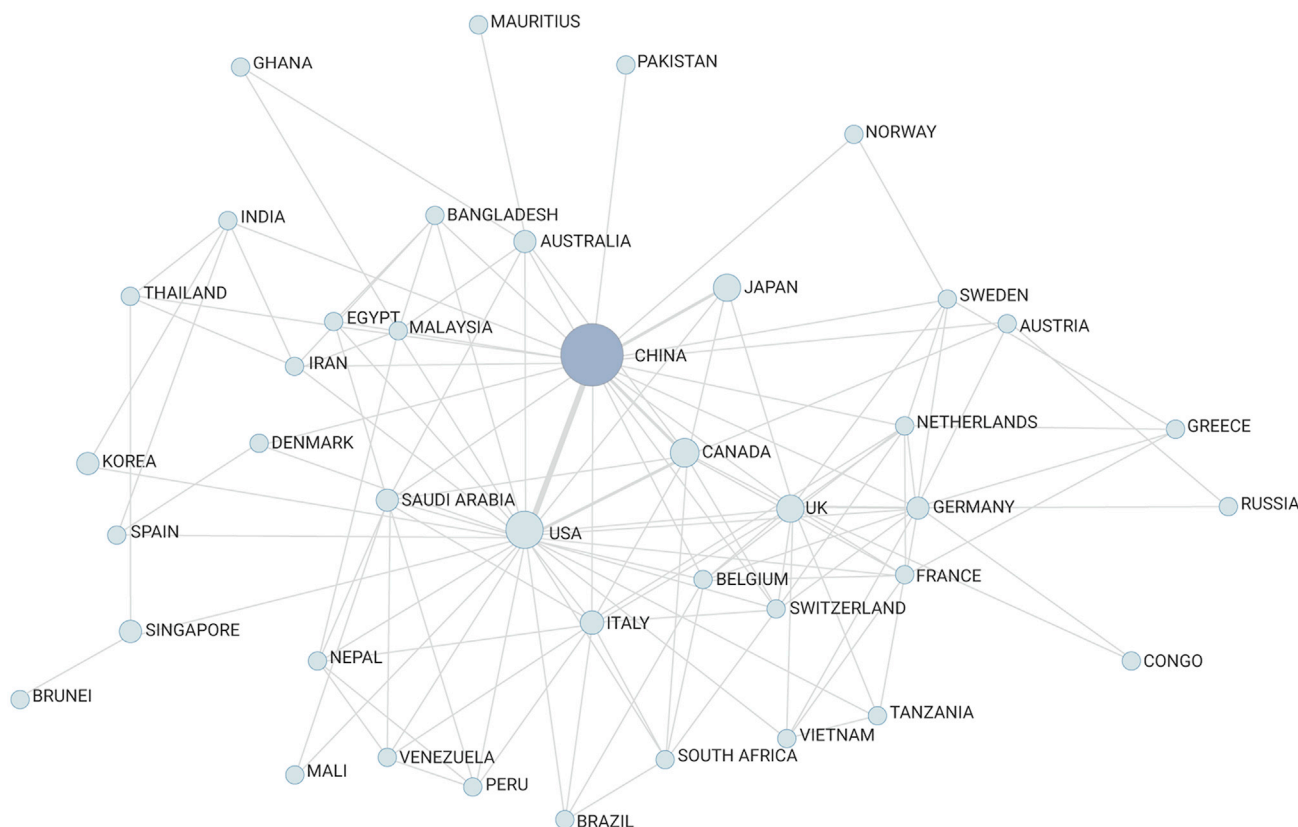 MAURITIUS
GHANA
PAKISTAN
NORWAY
INDIA
BANGLADESH
AUSTRALIA
THAILAND
JAPAN
SWEDEN
EGYPT
MALAYSIA
AUSTRIA
CHINA
IRAN
NETHERLANDS
GREECE
DENMARK
CANADA
KOREA
SAUDI ARABIA
UK
GERMANY
RUSSIA
SPAIN
USA
BELGIUM
FRANCE
SWITZERLAND
SINGAPORE
ITALY
NEPAL
CONGO
BRUNEI
TANZANIA
VIETNAM
VENEZUELA
SOUTH AFRICA
MALI
PERU
BRAZIL